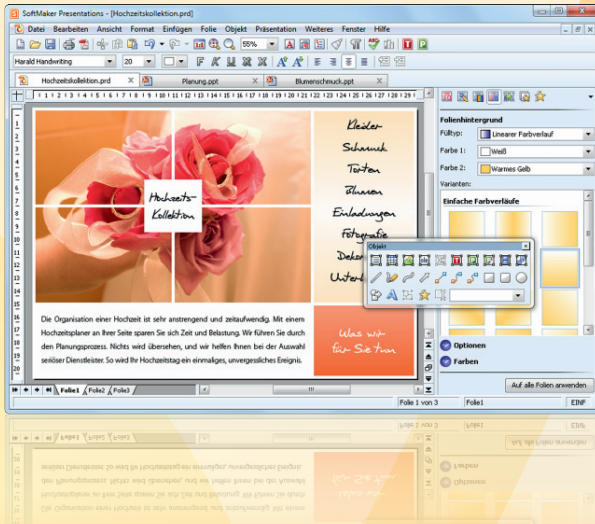 SoftMaker Presentations - [Hochzeitskollektion.prd]
Datei Bearbeiten Ansicht Format Einfügen Folie Objekt Präsentation Weiteres Fenster Hilfe
55%
Harald Handwriting 20 F K U X X A A
Hochzeitskollektion.prd Planung.ppt Blumenschmuck.ppt
Kleider
Schmuck
Torten
Blumen
Einladungen
Fotografie
Hochzeits-
Kollektion
Die Organisation einer Hochzeit ist sehr anstrengend und zeitaufwendig. Mit einem
Hochzeitsplaner an Ihrer Seite sparen Sie sich Zeit und Belastung. Wir führen Sie durch
den Planungsprozess. Nichts wird übersehen, und wir helfen Ihnen bei der Auswahl
seriöser Dienstleister. So wird Ihr Hochzeitstag ein einmaliges, unvergessliches Ereignis.
Was wir
für Sie tun
Objekt
Folienhintergrund
Fülltyp: Linearer Farbverlauf
Farbe 1: Weiß
Farbe 2: Warmes Gelb
Varianten:
Einfache Farbverläufe
Optionen
Farben
Auf alle Folien anwenden
Folie1 Folie2 Folie3
Folie 1 von 3 Folie1 EINF